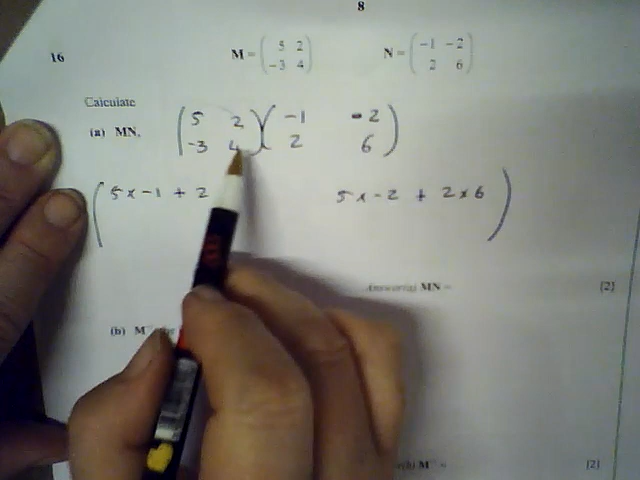 8
16 M = ( 5 2 N = ( -1 -2
-3 4 ) 2 6 )
Calculate
(a) MN. ( 5 2 )( -1 -2 )
-3 4 2 6
( 5 x -1 + 2 5 x -2 + 2 x 6 )
Answer(a) MN = [2]
(b) M
(b) M = [2]